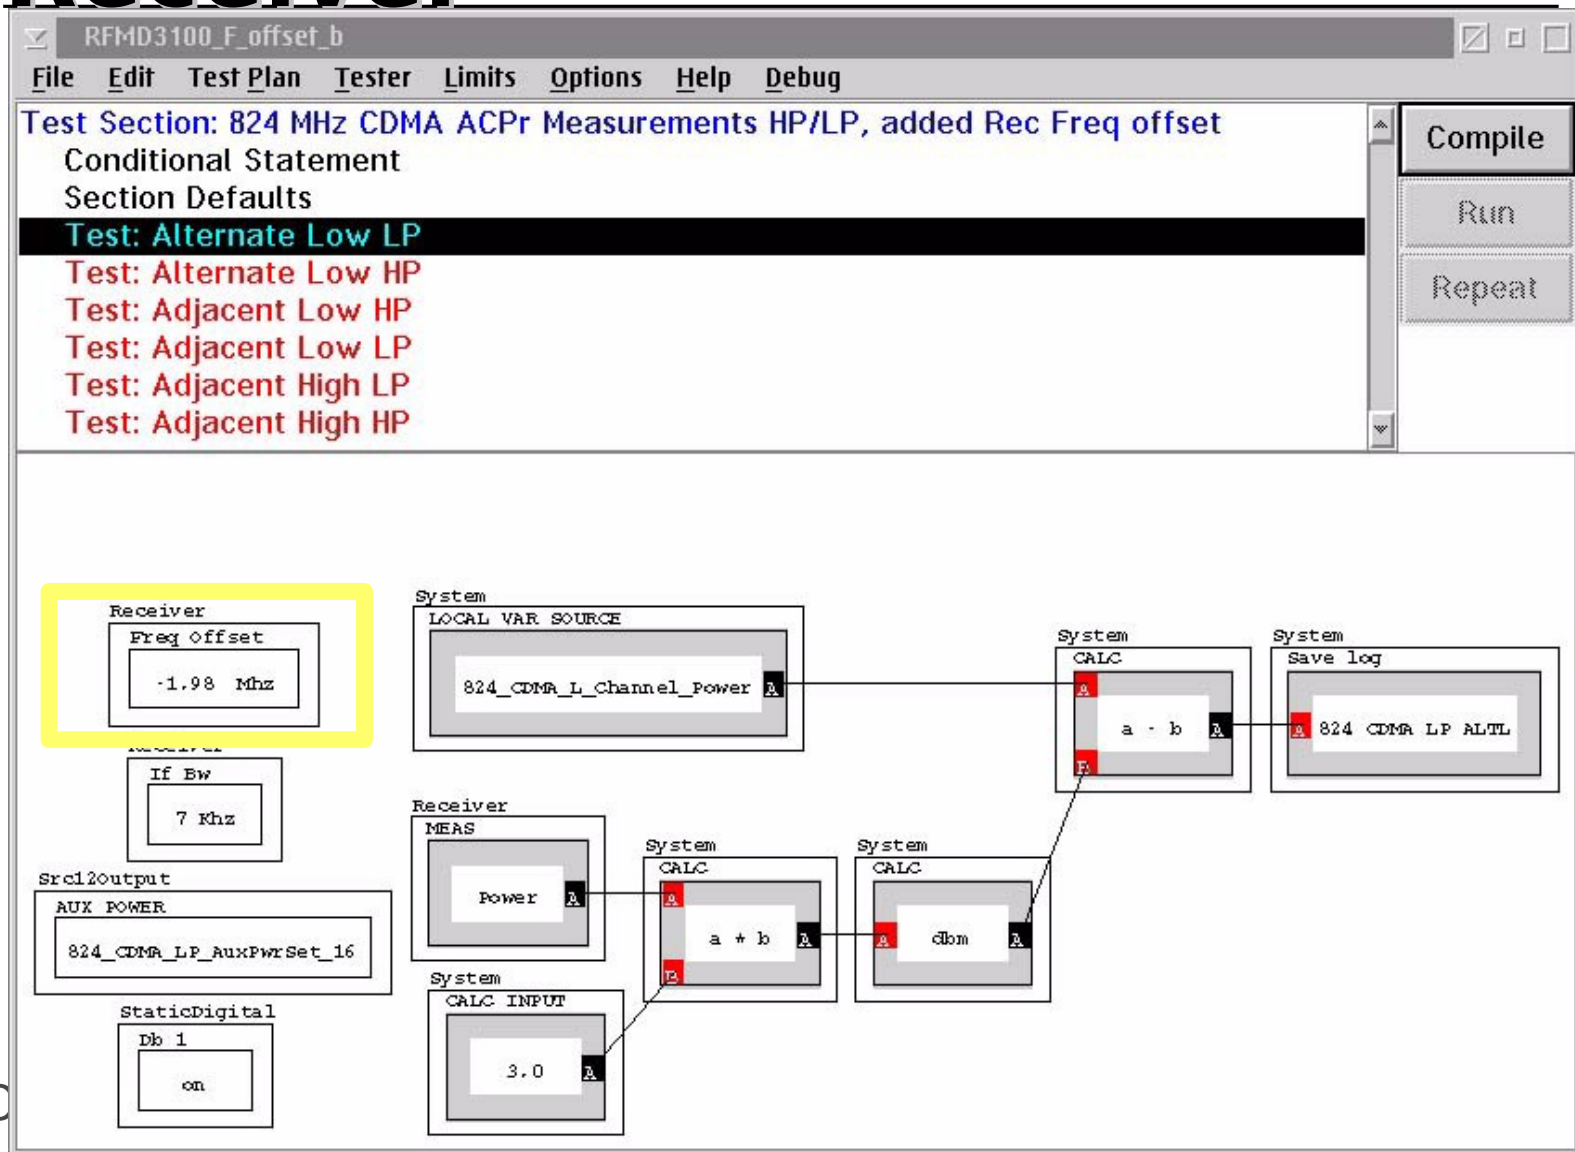 Receiver
RFMD3100_F_offset_b
File Edit Test Plan Tester Limits Options Help Debug
Test Section: 824 MHz CDMA ACPr Measurements HP/LP, added Rec Freq offset
Conditional Statement
Section Defaults
Test: Alternate Low LP
Test: Alternate Low HP
Test: Adjacent Low HP
Test: Adjacent Low LP
Test: Adjacent High LP
Test: Adjacent High HP
Compile
Run
Repeat
Receiver
Freq Offset
-1.98 Mhz
Receiver
If Bw
7 Khz
Src12Output
AUX POWER
824_CDMA_LP_AuxPwrSet_16
StaticDigital
Db 1
on
System
LOCAL VAR SOURCE
824_CDMA_L_Channel_Power A
Receiver
MEAS
Power A
System
CALC INPUT
3.0 A
System
CALC
A
a * b A
B
System
CALC
A dbm A
System
CALC
A
a - b A
B
System
Save log
A 824 CDMA LP ALTL